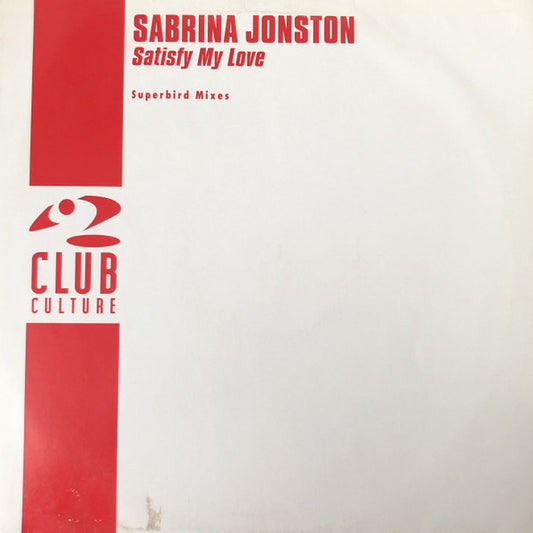 SABRINA JONSTON
Satisfy My Love
Superbird Mixes
CLUB
CULTURE